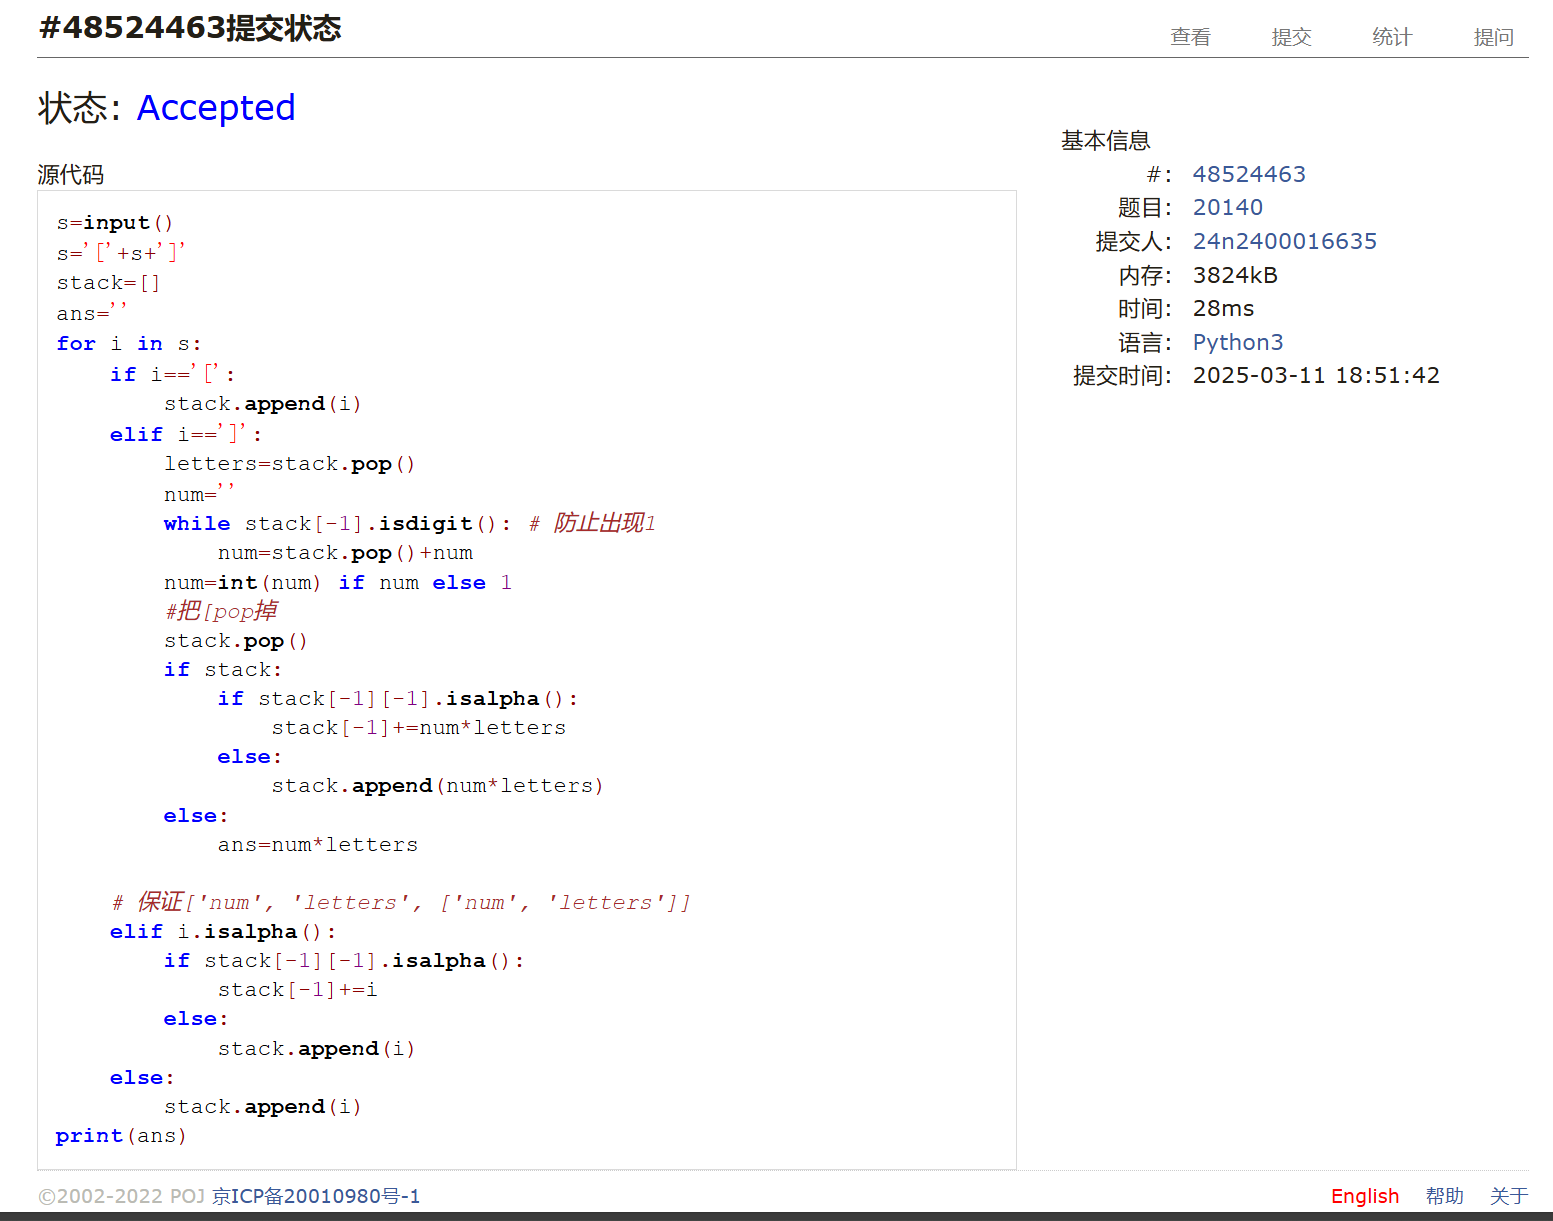 #48524463提交状态
查看 提交 统计 提问
状态: Accepted
源代码
s=input()
s='['+s+']'
stack=[]
ans=''
for i in s:
    if i=='[':
        stack.append(i)
    elif i==']':
        letters=stack.pop()
        num=''
        while stack[-1].isdigit(): # 防止出现1
            num=stack.pop()+num
        num=int(num) if num else 1
        #把[pop掉
        stack.pop()
        if stack:
            if stack[-1][-1].isalpha():
                stack[-1]+=num*letters
            else:
                stack.append(num*letters)
        else:
            ans=num*letters
    # 保证['num', 'letters', ['num', 'letters']]
    elif i.isalpha():
        if stack[-1][-1].isalpha():
            stack[-1]+=i
        else:
            stack.append(i)
    else:
        stack.append(i)
print(ans)
基本信息
#: 48524463
题目: 20140
提交人: 24n2400016635
内存: 3824kB
时间: 28ms
语言: Python3
提交时间: 2025-03-11 18:51:42
©2002-2022 POJ 京ICP备20010980号-1
English 帮助 关于